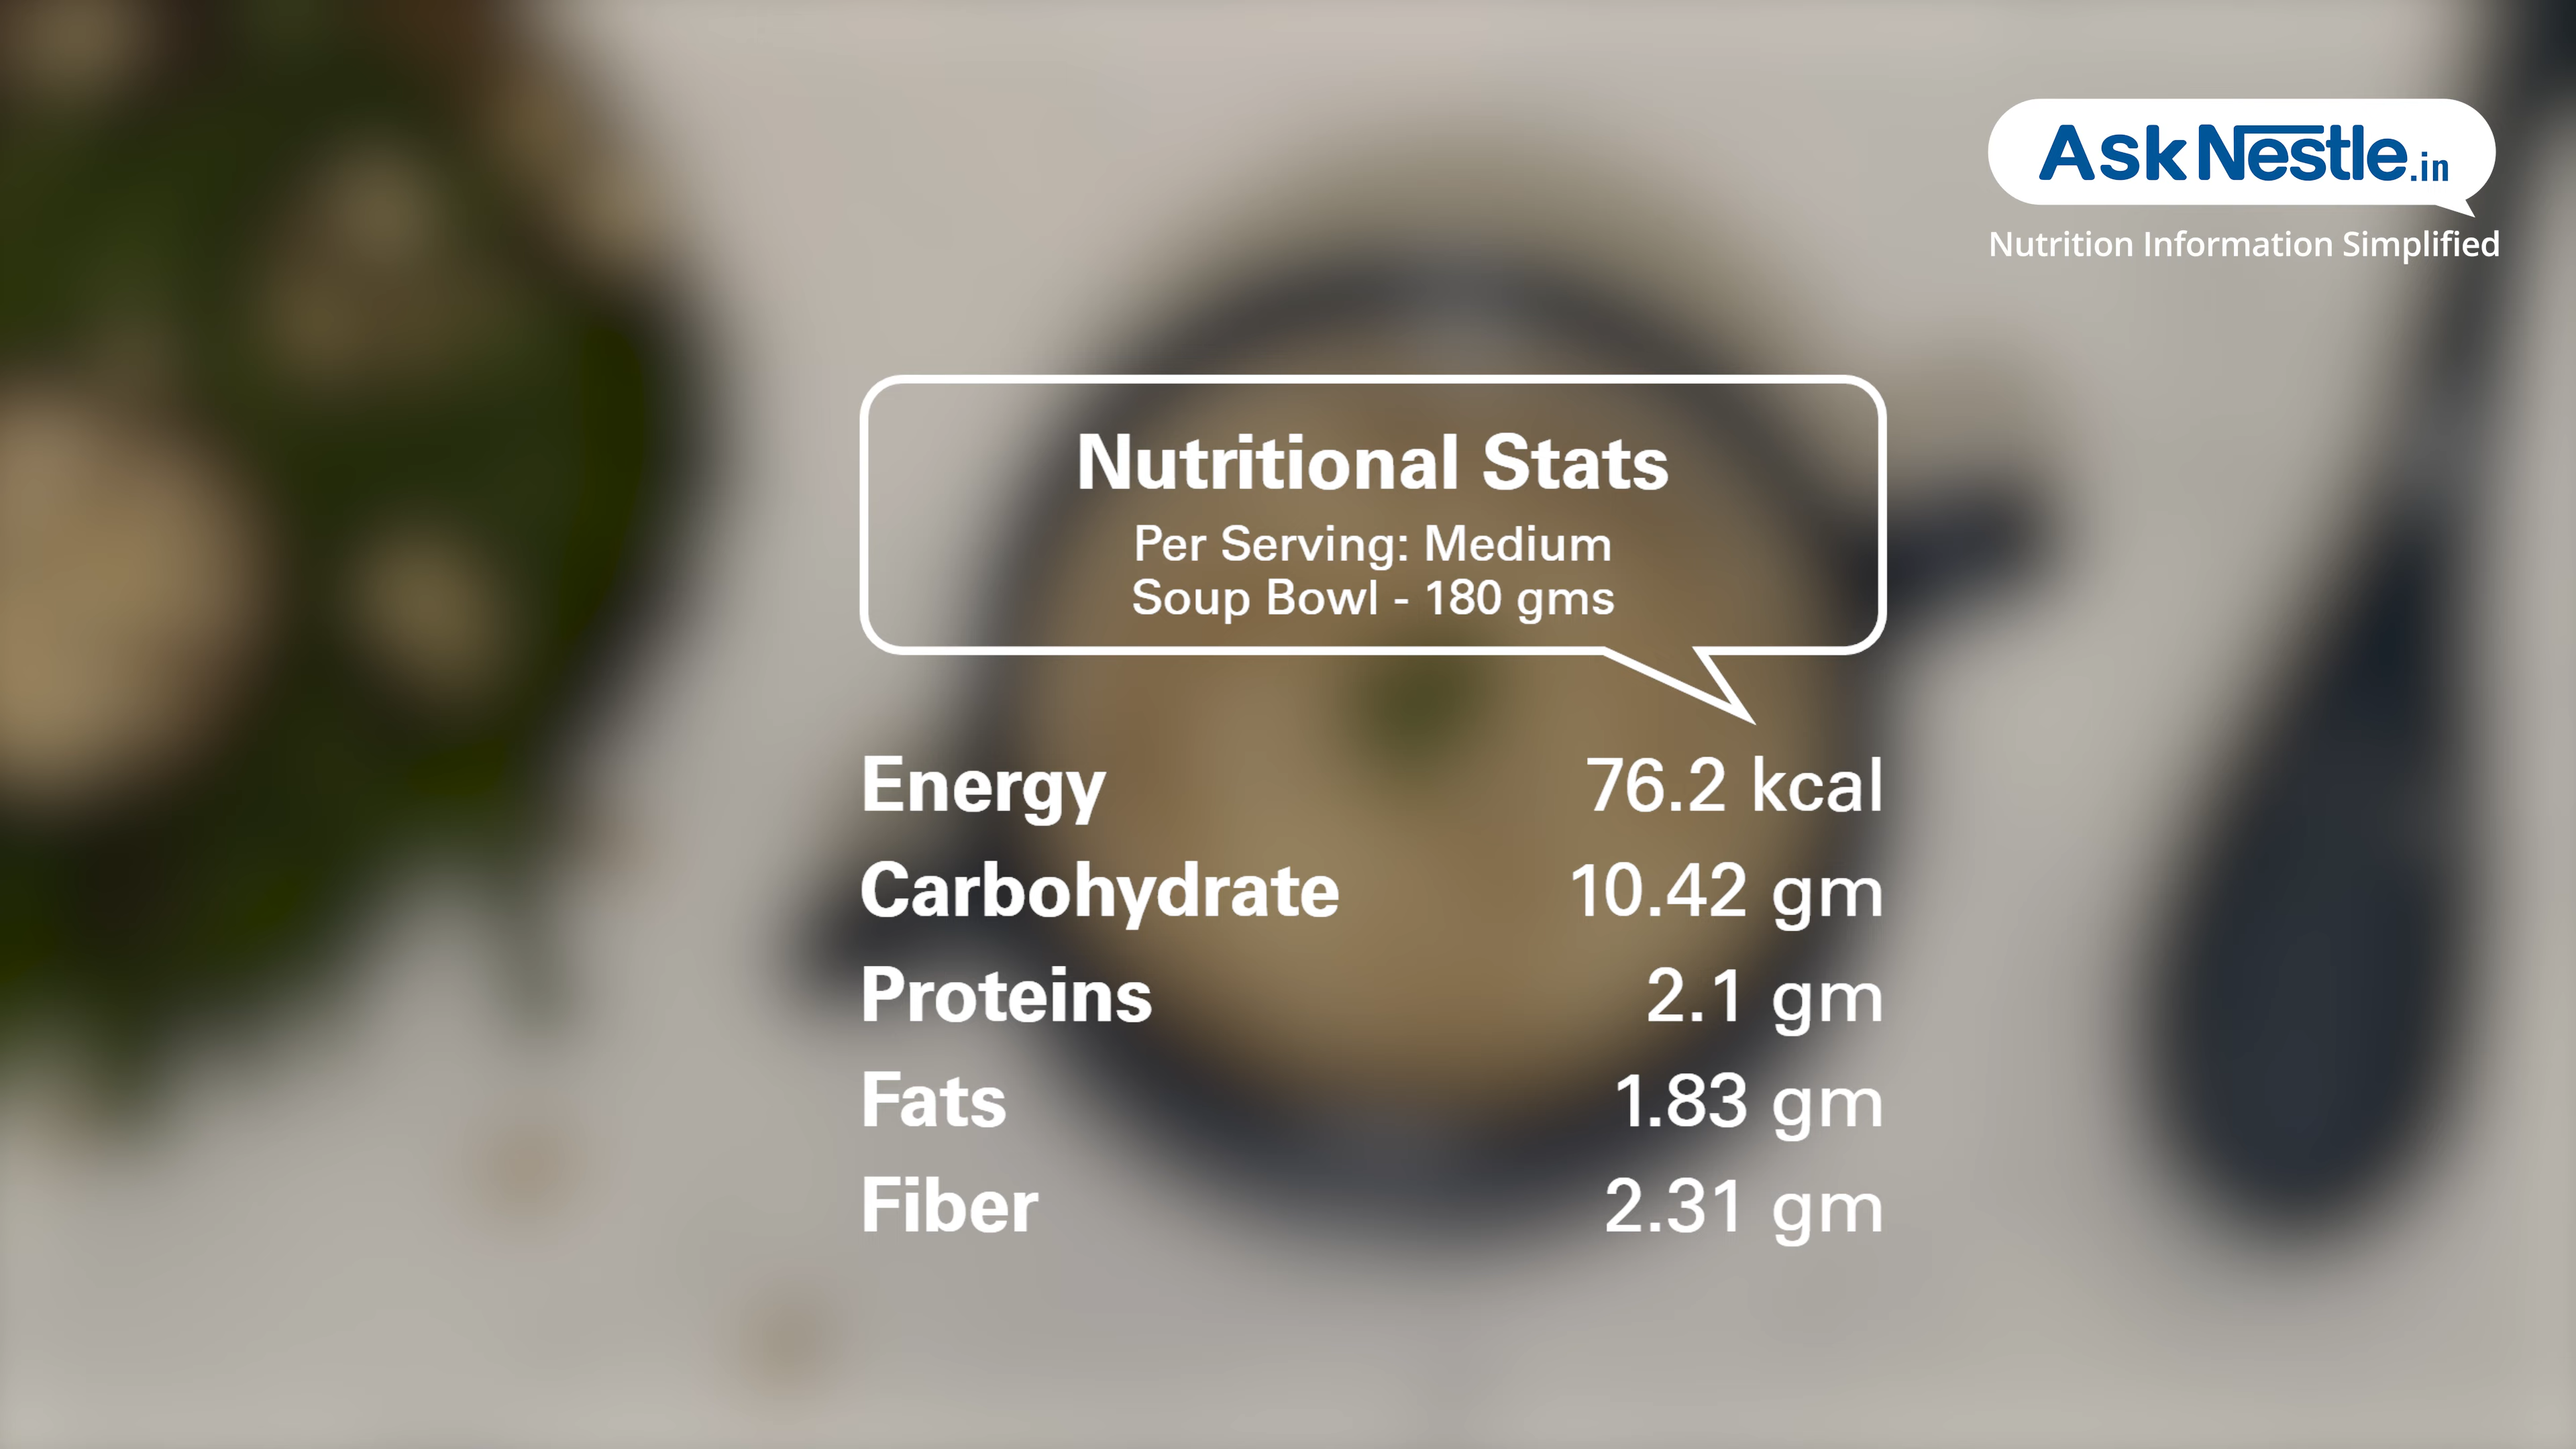 AskNestle.in
Nutrition Information Simplified
Nutritional Stats
Per Serving: Medium
Soup Bowl - 180 gms
Energy 76.2 kcal
Carbohydrate 10.42 gm
Proteins 2.1 gm
Fats 1.83 gm
Fiber 2.31 gm